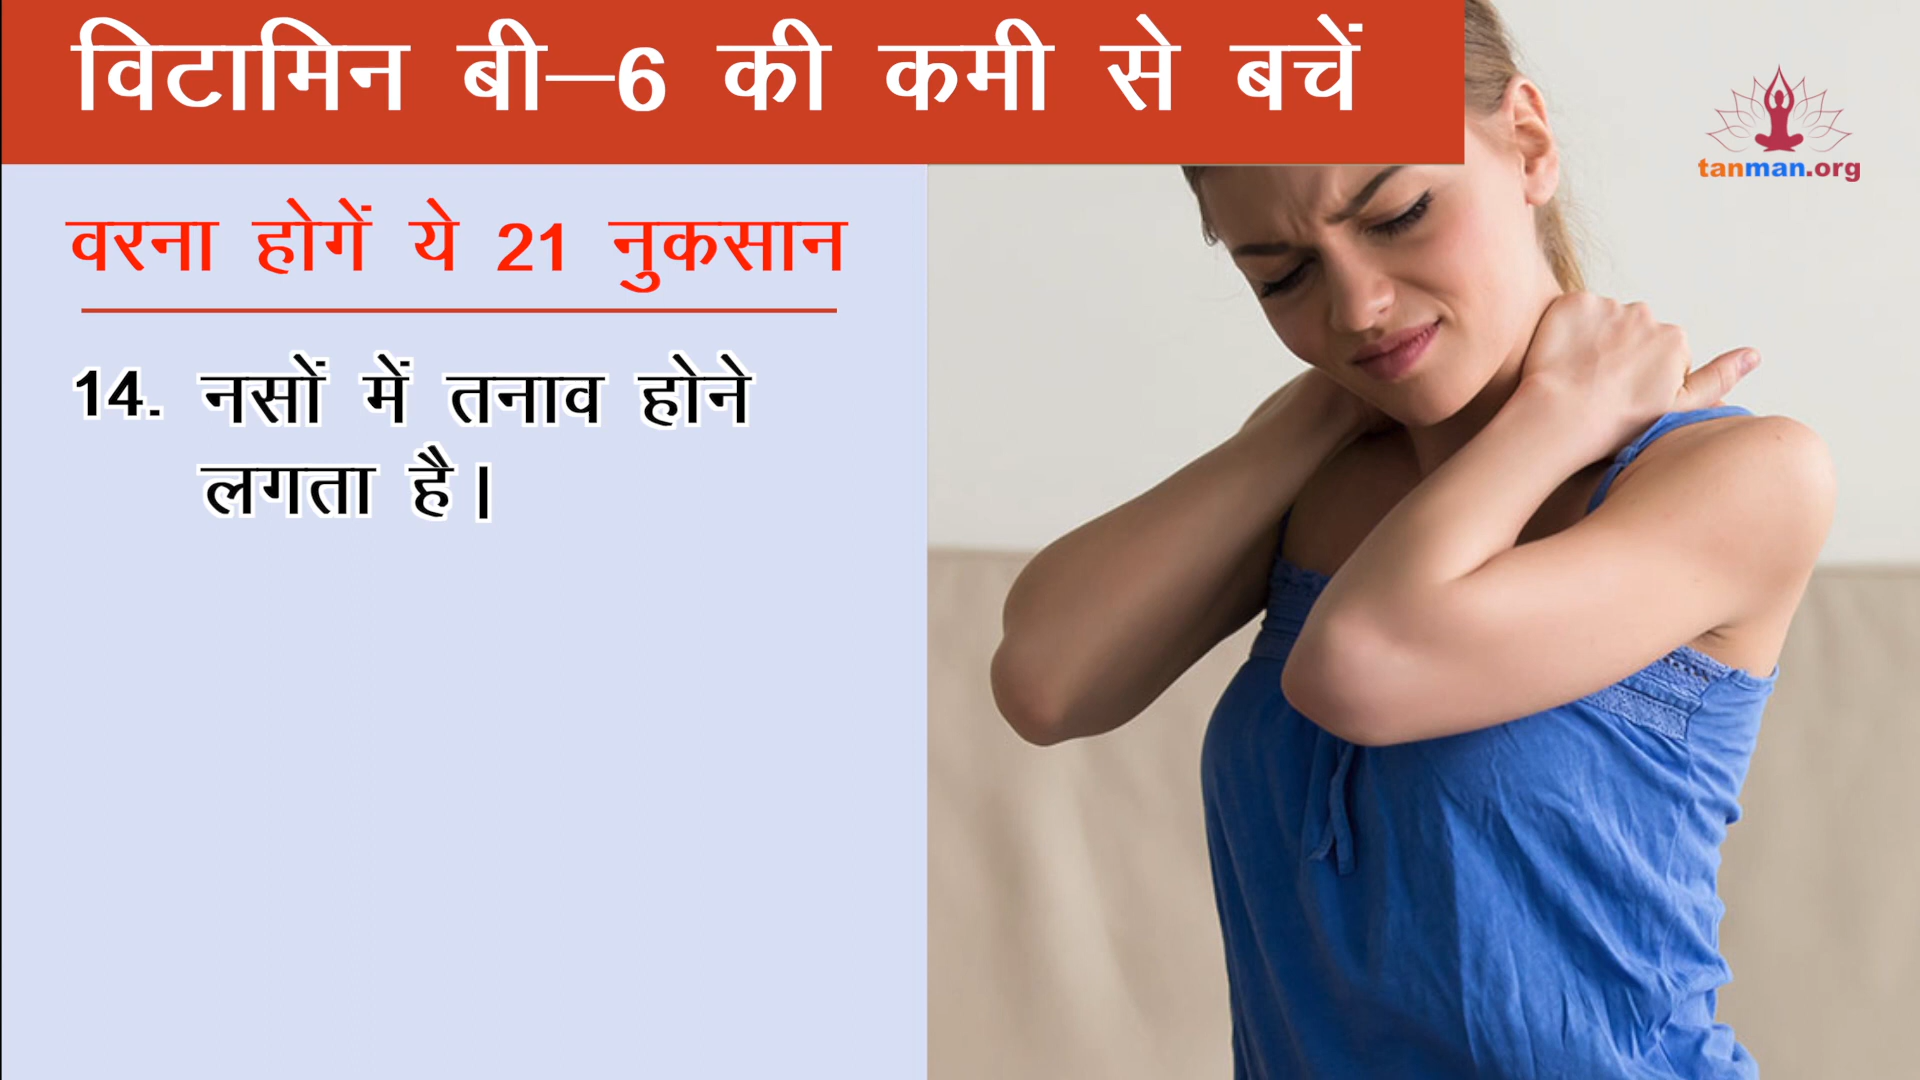 विटामिन बी–6 की कमी से बचें
tanman.org
वरना होगें ये 21 नुकसान
14. नसों में तनाव होने
लगता है।